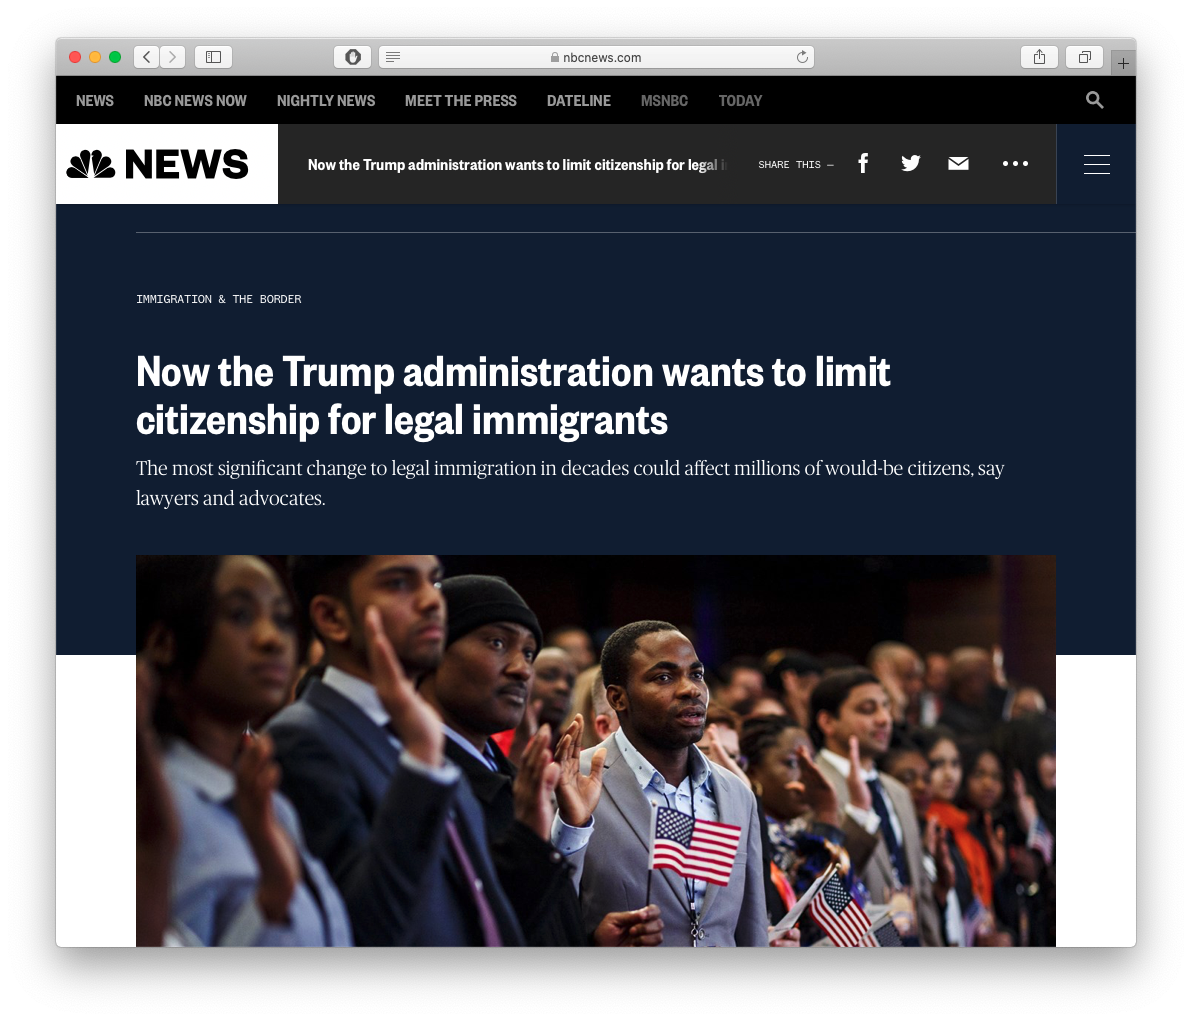 nbcnews.com
NEWS NBC NEWS NOW NIGHTLY NEWS MEET THE PRESS DATELINE MSNBC TODAY
NEWS
Now the Trump administration wants to limit citizenship for legal
SHARE THIS —
IMMIGRATION & THE BORDER
Now the Trump administration wants to limit
citizenship for legal immigrants
The most significant change to legal immigration in decades could affect millions of would-be citizens, say
lawyers and advocates.